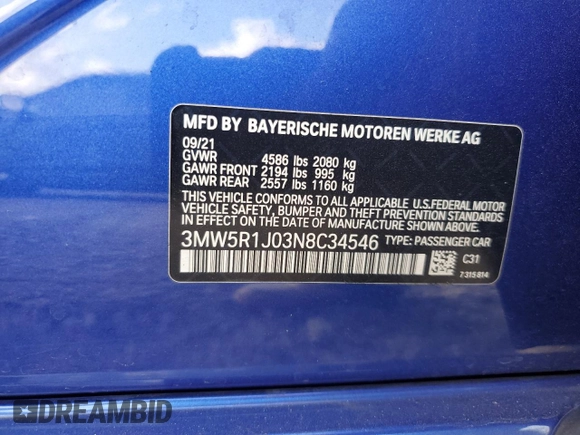 MFD BY BAYERISCHE MOTOREN WERKE AG
09/21
GVWR 4586 lbs 2080 kg
GAWR FRONT 2194 lbs 995 kg
GAWR REAR 2557 lbs 1160 kg
THIS VEHICLE CONFORMS TO ALL APPLICABLE U.S.FEDERAL MOTOR
VEHICLE SAFETY, BUMPER AND THEFT PREVENTION STANDARDS
IN EFFECT ON THE DATE OF MANUFACTURE SHOWN ABOVE.
3MW5R1J03N8C34546 TYPE: PASSENGER CAR
C31
7 315 814
DREAMBID